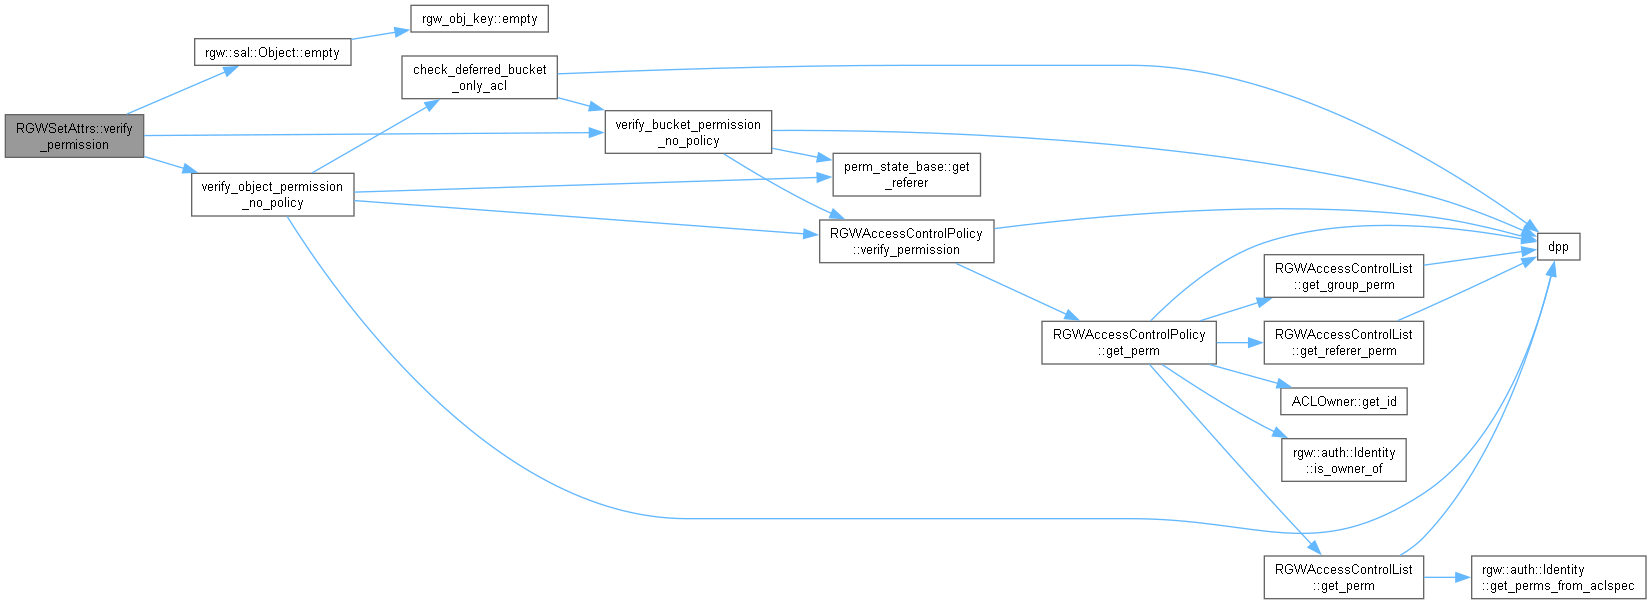 rgw_obj_key::empty
rgw::sal::Object::empty
check_deferred_bucket
_only_acl
RGWSetAttrs::verify
_permission
verify_bucket_permission
_no_policy
perm_state_base::get
_referer
verify_object_permission
_no_policy
RGWAccessControlPolicy
::verify_permission
dpp
RGWAccessControlList
::get_group_perm
RGWAccessControlPolicy
::get_perm
RGWAccessControlList
::get_referer_perm
ACLOwner::get_id
rgw::auth::Identity
::is_owner_of
RGWAccessControlList
::get_perm
rgw::auth::Identity
::get_perms_from_aclspec